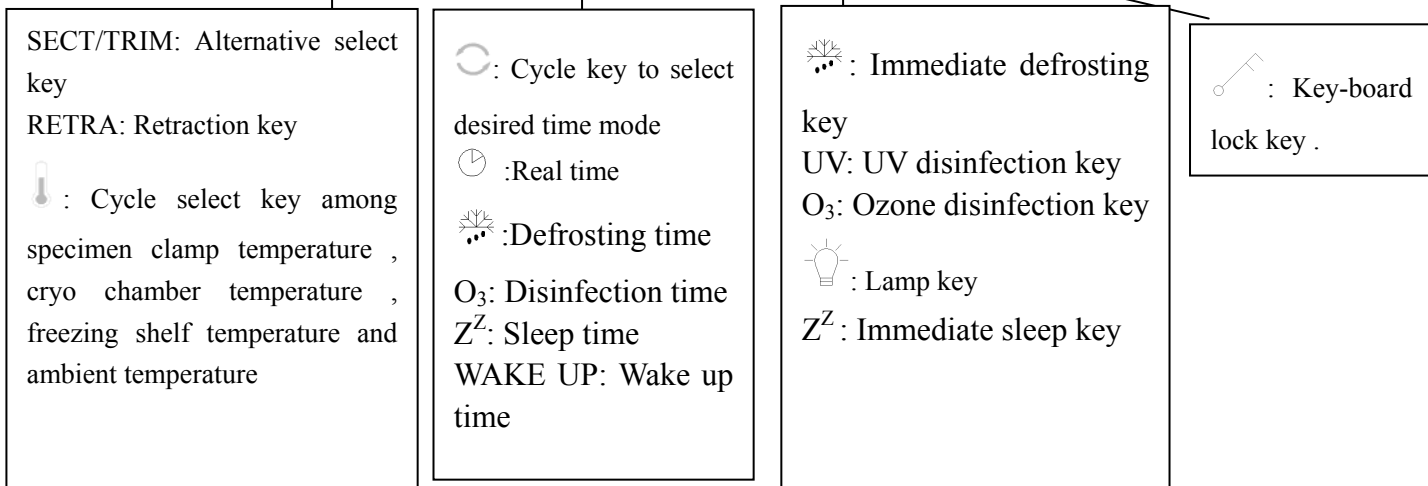 SECT/TRIM: Alternative select
key
RETRA: Retraction key
: Cycle select key among
specimen clamp temperature ,
cryo chamber temperature ,
freezing shelf temperature and
ambient temperature
: Cycle key to select
desired time mode
:Real time
:Defrosting time
O₃: Disinfection time
Zᶻ: Sleep time
WAKE UP: Wake up
time
: Immediate defrosting
key
UV: UV disinfection key
O₃: Ozone disinfection key
: Lamp key
Zᶻ : Immediate sleep key
: Key-board
lock key .